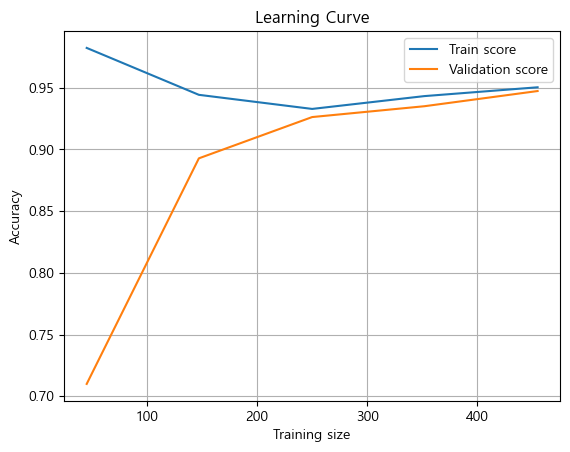 Learning Curve
Train score
Validation score
Accuracy
0.95
0.90
0.85
0.80
0.75
0.70
100 200 300 400
Training size